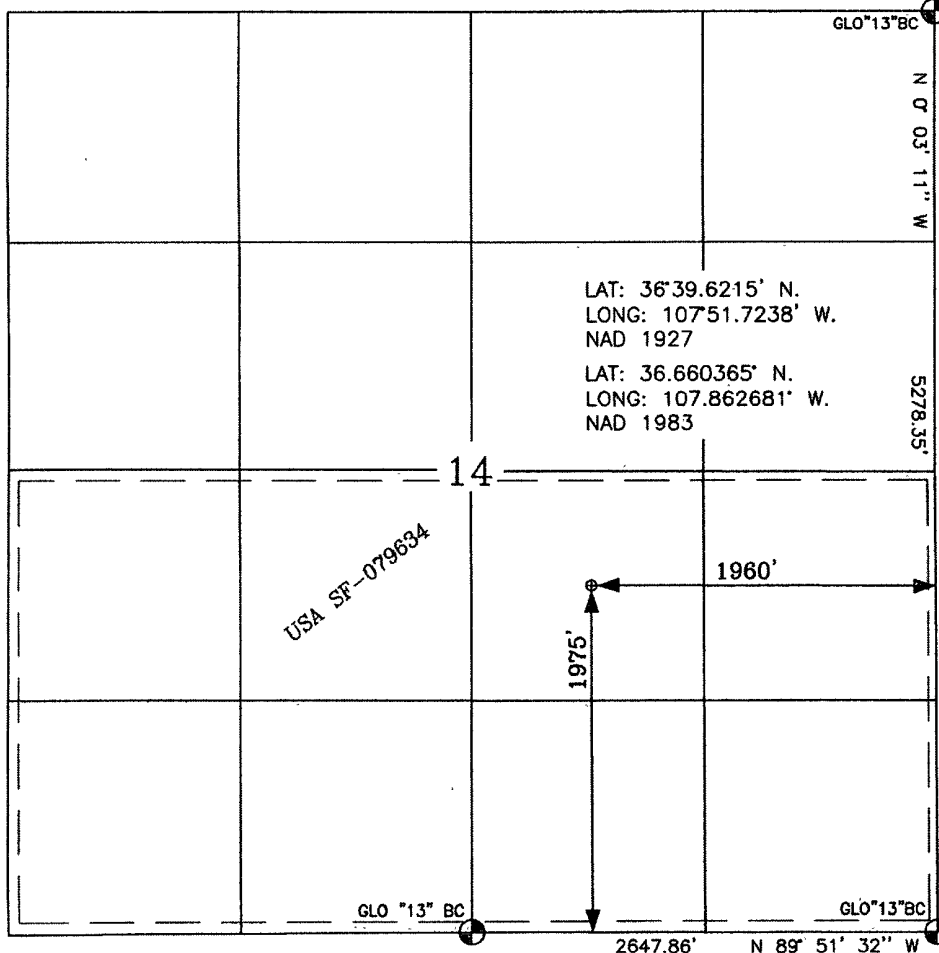 GLO"13"BC
N 0° 03' 11" W
LAT: 36°39.6215' N.
LONG: 107°51.7238' W.
NAD 1927
LAT: 36.660365° N.
LONG: 107.862681° W.
NAD 1983
5278.35'
14
USA SF-079634
1960'
1975'
GLO "13" BC
GLO"13"BC
2647.86' N 89° 51' 32" W